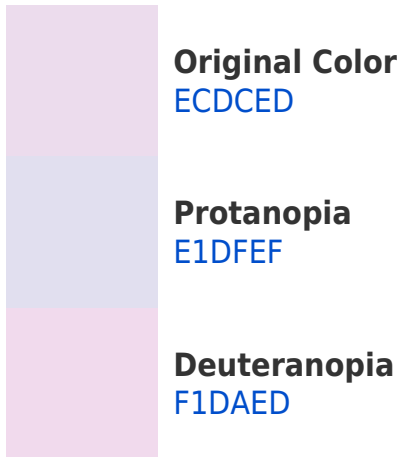 Original Color
ECDCED
Protanopia
E1DFEF
Deuteranopia
F1DAED